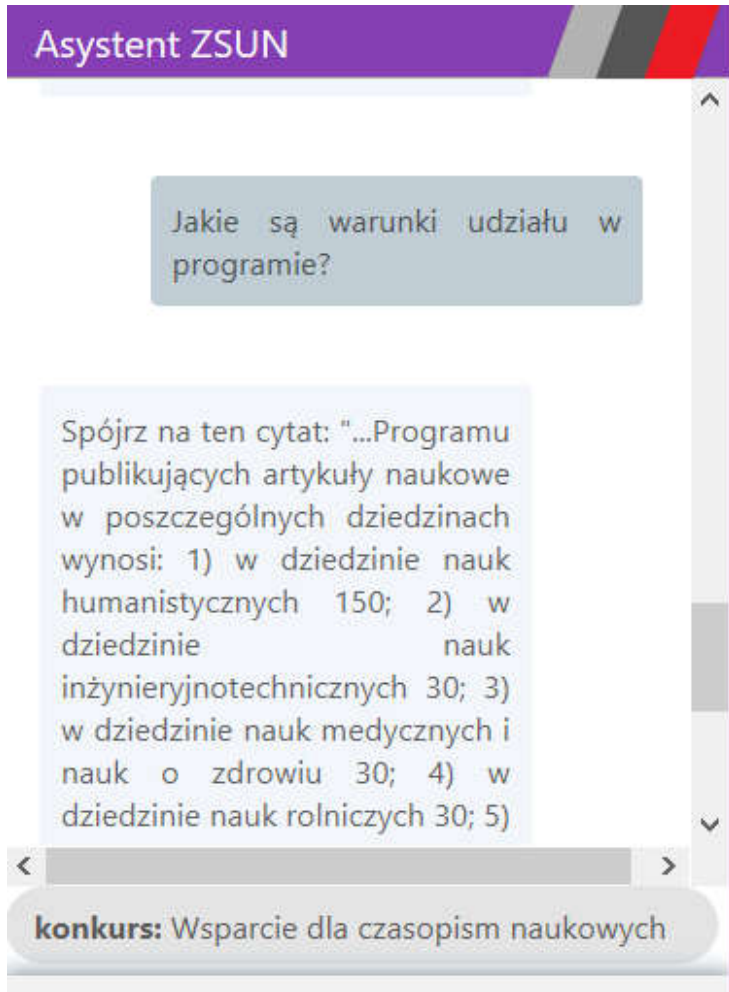 Asystent ZSUN
Jakie są warunki udziału w
programie?
Spójrz na ten cytat: "...Programu
publikujących artykuły naukowe
w poszczególnych dziedzinach
wynosi: 1) w dziedzinie nauk
humanistycznych 150; 2) w
dziedzinie nauk
inżynieryjnotechnicznych 30; 3)
w dziedzinie nauk medycznych i
nauk o zdrowiu 30; 4) w
dziedzinie nauk rolniczych 30; 5)
konkurs: Wsparcie dla czasopism naukowych